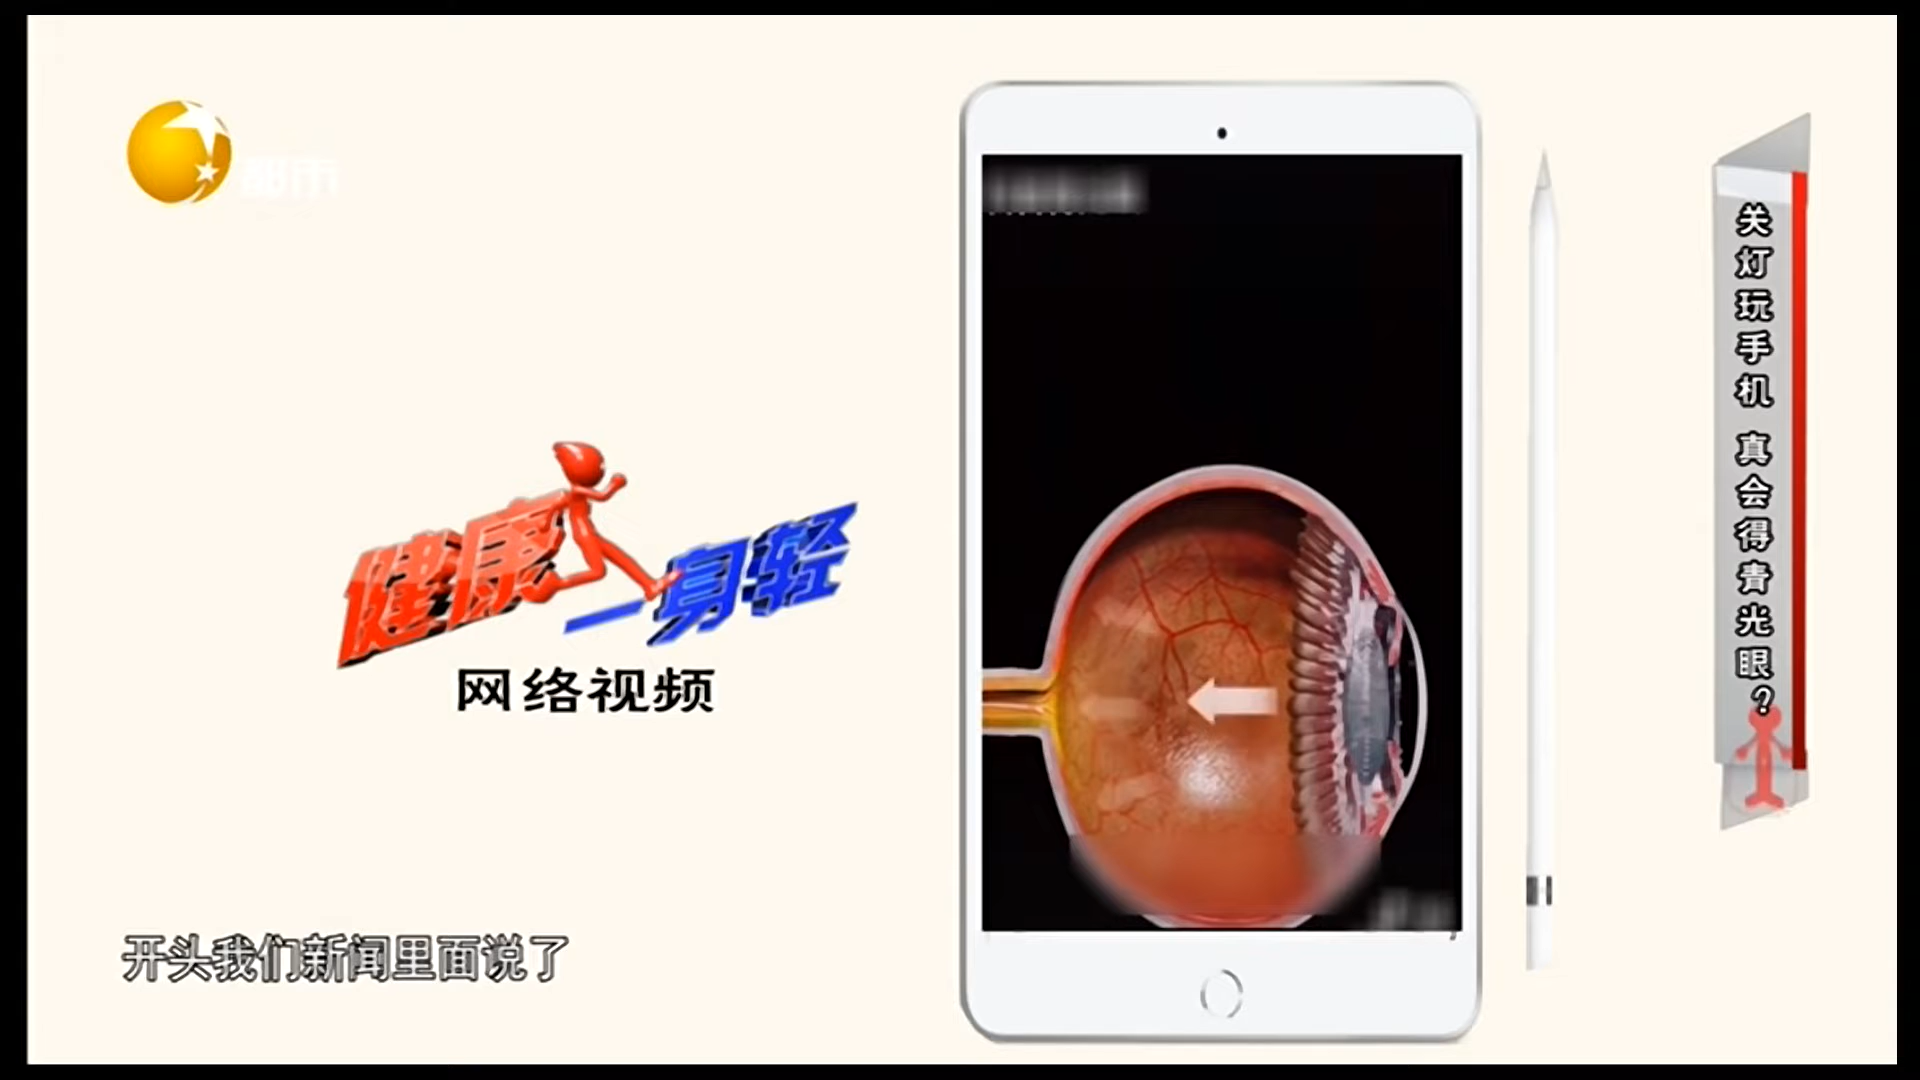 都市
健康一身轻
网络视频
关灯玩手机 真会得青光眼?
开头我们新闻里面说了